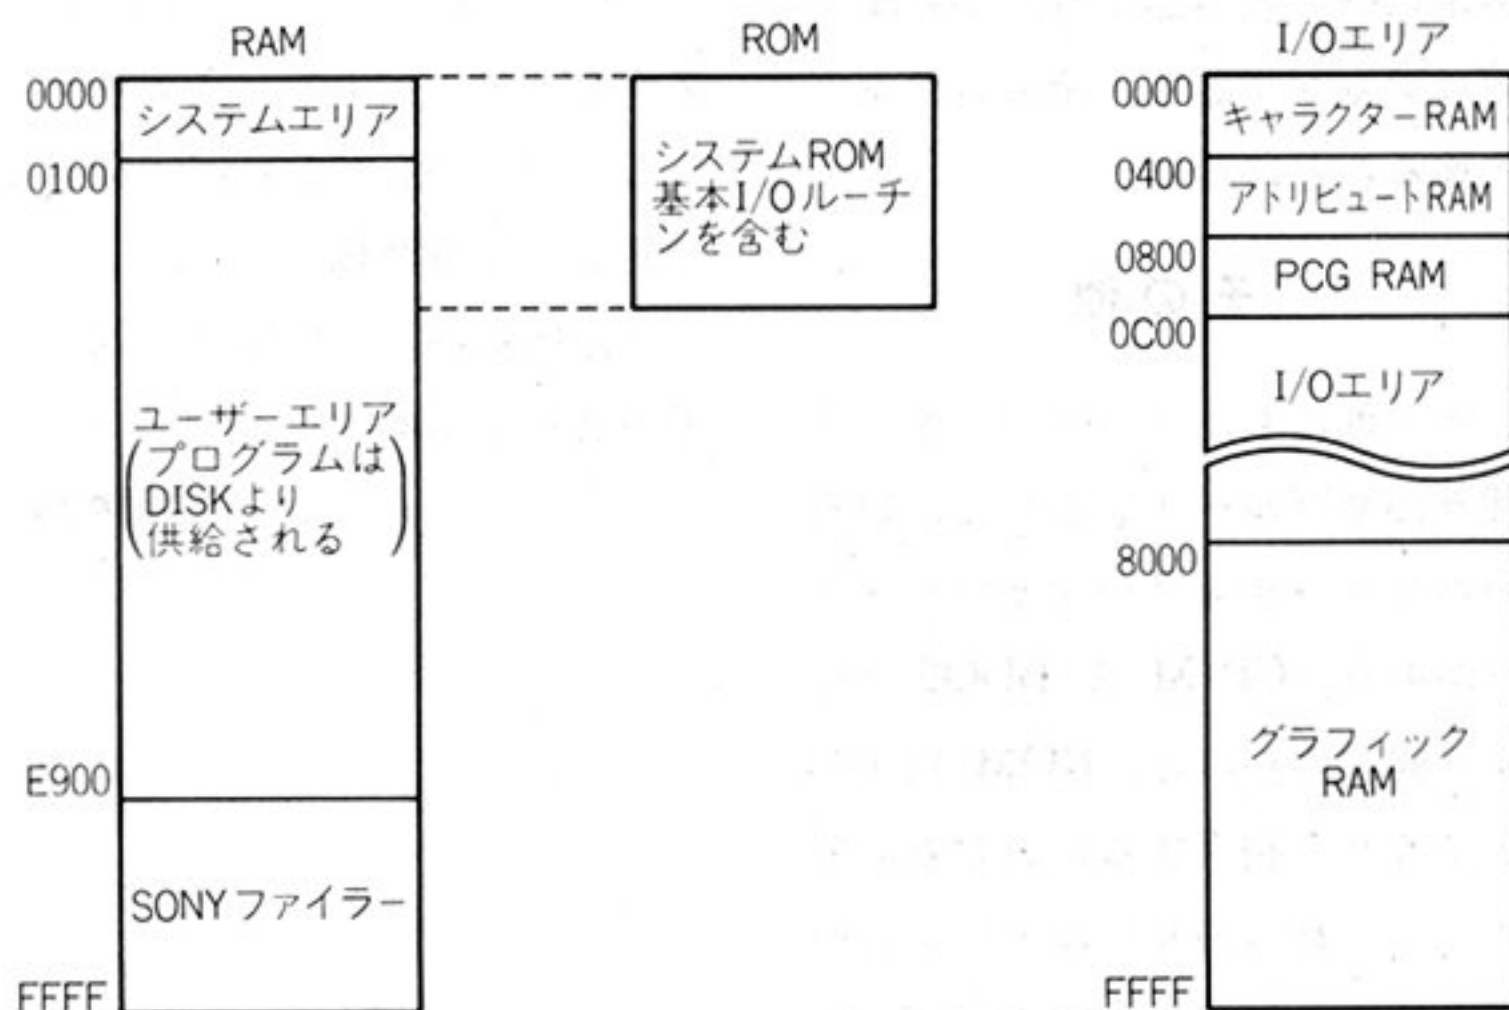 RAM
0000
システムエリア
0100
ユーザーエリア
(プログラムは
DISKより
供給される)
E900
SONYファイラー
FFFF
ROM
システムROM
基本I/Oルーチ
ンを含む
I/Oエリア
0000
キャラクターRAM
0400
アトリビュートRAM
0800
PCG RAM
0C00
I/Oエリア
8000
グラフィック
RAM
FFFF